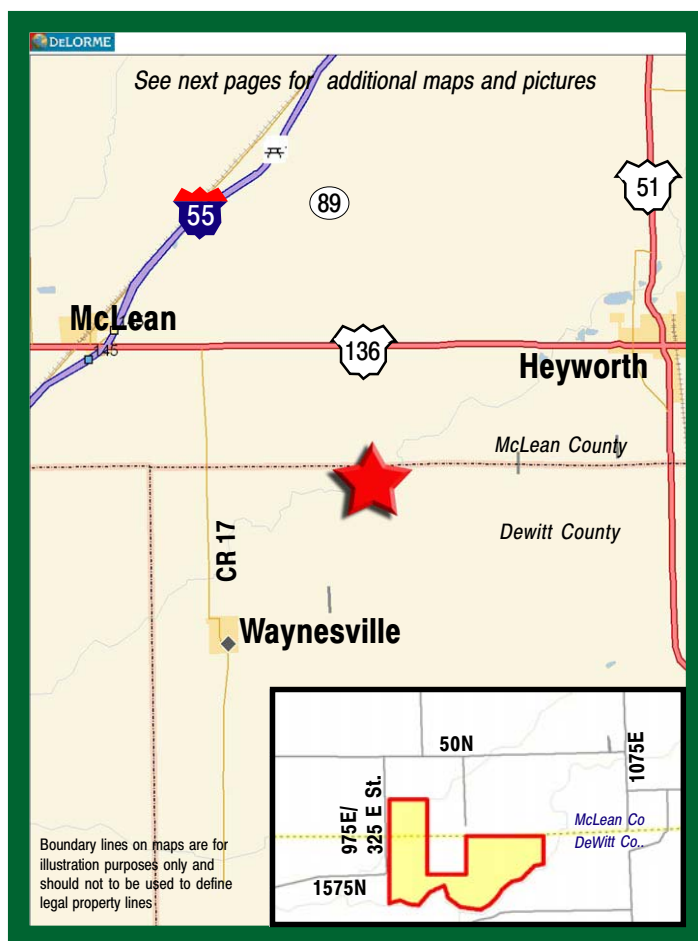 DELORME
See next pages for additional maps and pictures
51
55
89
McLean
145
136
Heyworth
McLean County
Dewitt County
CR 17
Waynesville
50N
1075E
975E/
325 E St.
McLean Co
DeWitt Co..
1575N
Boundary lines on maps are for
illustration purposes only and
should not to be used to define
legal property lines